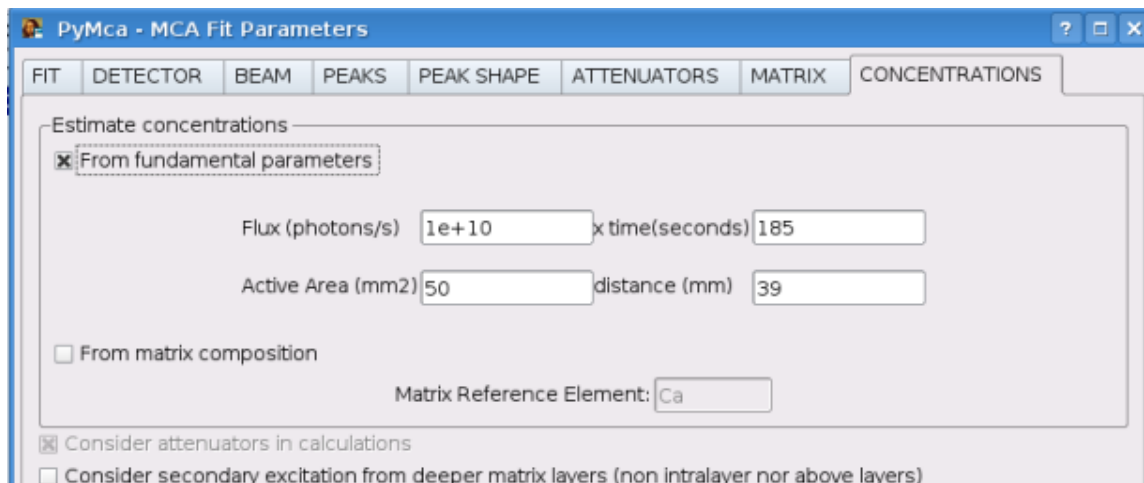 PyMca - MCA Fit Parameters ?
FIT DETECTOR BEAM PEAKS PEAK SHAPE ATTENUATORS MATRIX CONCENTRATIONS
Estimate concentrations
From fundamental parameters
Flux (photons/s) 1e+10 x time(seconds) 185
Active Area (mm2) 50 distance (mm) 39
From matrix composition
Matrix Reference Element: Ca
Consider attenuators in calculations
Consider secondary excitation from deeper matrix layers (non intralayer nor above layers)